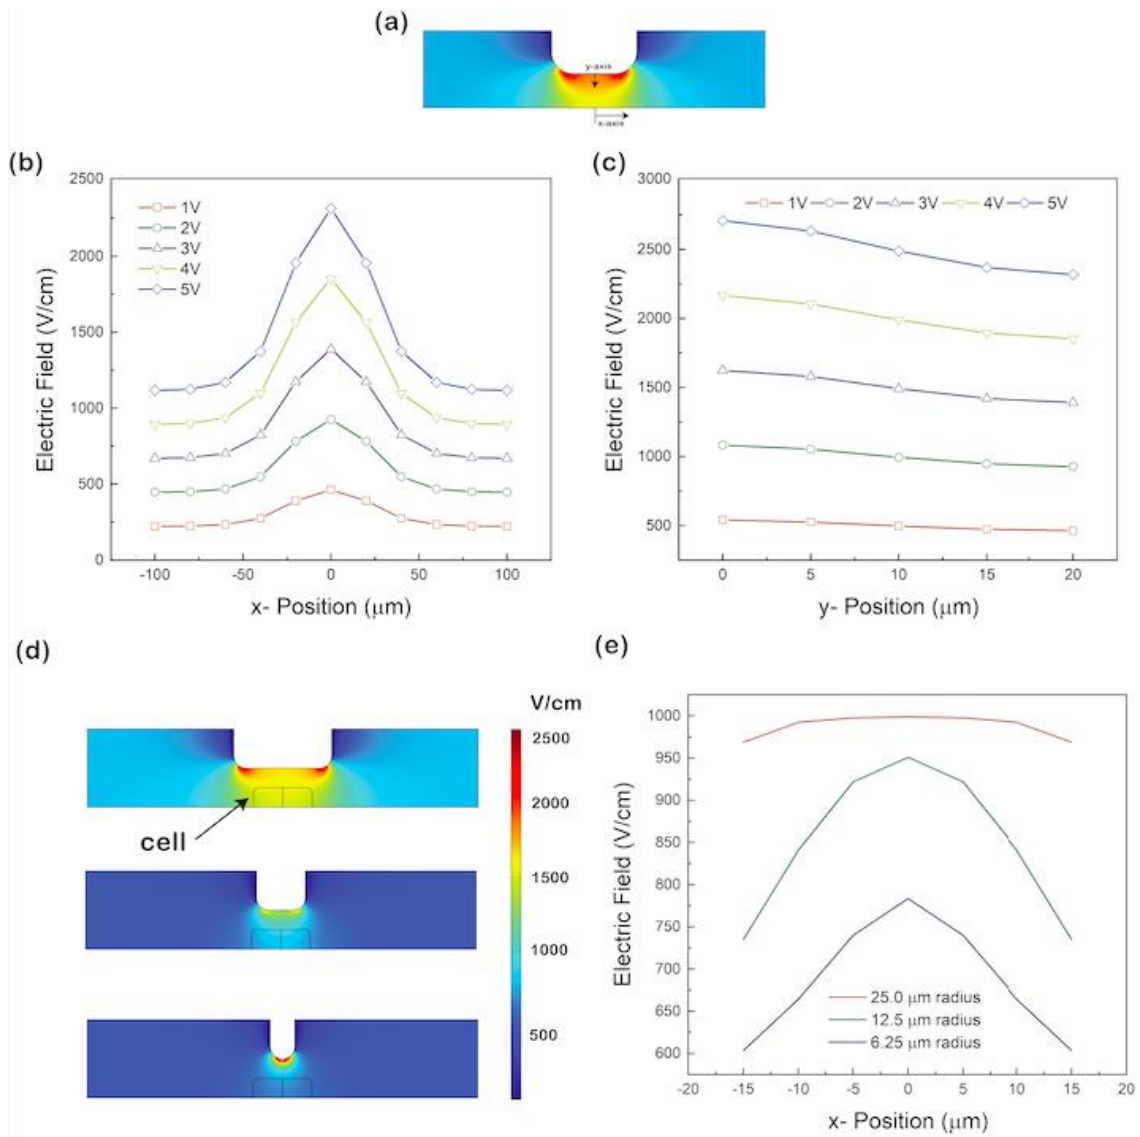 (a)
y-axis
x-axis
(b)
2500
2000
1500
1000
500
0
1V
2V
3V
4V
5V
Electric Field (V/cm)
-100
-50
0
50
100
x- Position (μm)
(c)
3000
2500
2000
1500
1000
500
1V 2V 3V 4V 5V
Electric Field (V/cm)
0
5
10
15
20
y- Position (μm)
(d)
V/cm
2500
2000
1500
1000
500
cell
(e)
1000
950
900
850
800
750
700
650
600
Electric Field (V/cm)
25.0 μm radius
12.5 μm radius
6.25 μm radius
-20
-15
-10
-5
0
5
10
15
20
x- Position (μm)